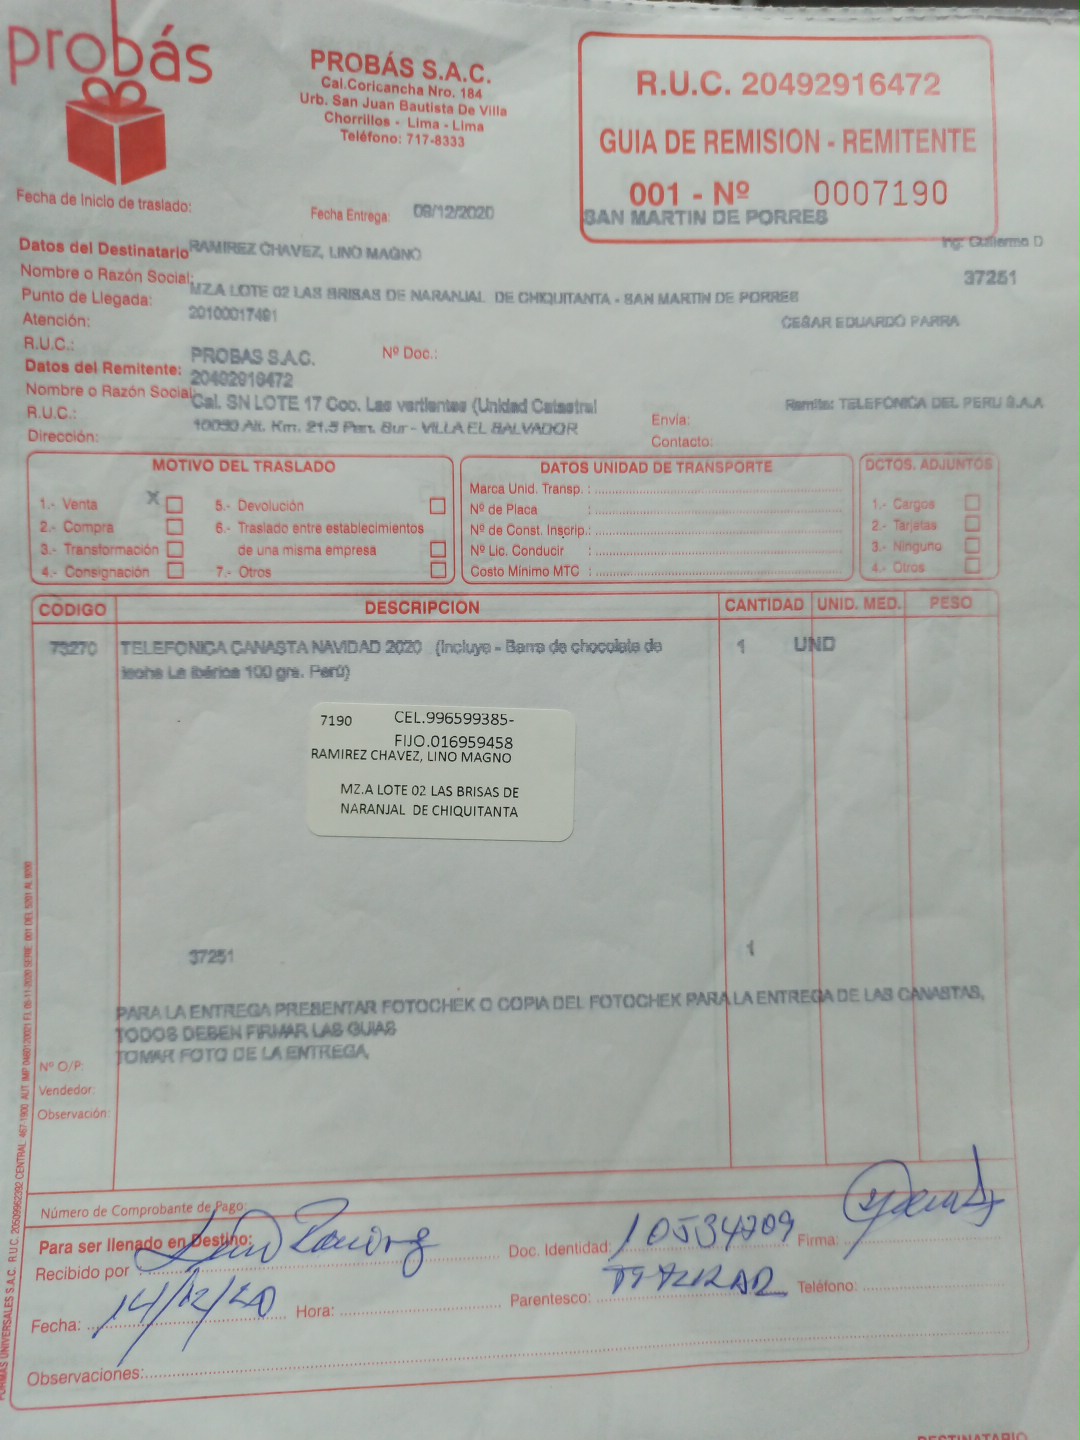 probás
PROBÁS S.A.C.
Cal.Coricancha Nro. 184
Urb. San Juan Bautista De Villa
Chorrillos - Lima - Lima
Teléfono: 717-8333
R.U.C. 20492916472
GUIA DE REMISION - REMITENTE
001 - Nº 0007190
SAN MARTIN DE PORRES
Fecha de Inicio de traslado:
Fecha Entrega: 09/12/2020
Ing: Guillermo D
Datos del Destinatario RAMIREZ CHAVEZ, LINO MAGNO
Nombre o Razón Social:
37251
Punto de Llegada: MZ.A LOTE 02 LAS BRISAS DE NARANJAL DE CHIQUITANTA - SAN MARTIN DE PORRES
Atención: 20100017491
CESAR EDUARDO PARRA
R.U.C.:
PROBAS S.A.C. Nº Doc.:
Datos del Remitente: 20492916472
Nombre o Razón Social: Cal. SN LOTE 17 Coo. Las vertientes (Unidad Catastral
Remite: TELEFONICA DEL PERU S.A.A
R.U.C.: 10050 Alt. Km. 21.5 Pan. Sur - VILLA EL SALVADOR
Envia:
Dirección:
Contacto:
MOTIVO DEL TRASLADO
1.- Venta X
2.- Compra
3.- Transformación
4.- Consignación
5.- Devolución
6.- Traslado entre establecimientos
de una misma empresa
7.- Otros
DATOS UNIDAD DE TRANSPORTE
Marca Unid. Transp. :
Nº de Placa :
Nº de Const. Inscrip.:
Nº Lic. Conducir :
Costo Minimo MTC :
DCTOS. ADJUNTOS
1.- Cargos
2.- Tarjetas
3.- Ninguno
4.- Otros
CODIGO DESCRIPCION CANTIDAD UNID. MED. PESO
73270 TELEFONICA CANASTA NAVIDAD 2020 (Incluye - Barra de chocolate de 1 UND
leche La Ibérica 100 grs. Perú)
7190 CEL.996599385-
FIJO.016959458
RAMIREZ CHAVEZ, LINO MAGNO
MZ.A LOTE 02 LAS BRISAS DE
NARANJAL DE CHIQUITANTA
37251 1
PARA LA ENTREGA PRESENTAR FOTOCHEK O COPIA DEL FOTOCHEK PARA LA ENTREGA DE LAS CANASTAS,
TODOS DEBEN FIRMAR LAS GUIAS
TOMAR FOTO DE LA ENTREGA,
Nº O/P:
Vendedor:
Observación:
Número de Comprobante de Pago:
Para ser llenado en Destino:
Recibido por Doc. Identidad: 10534709 Firma:
Fecha: 14/12/20 Hora: Parentesco: TITULAR Teléfono:
Observaciones:
DESTINATARIO